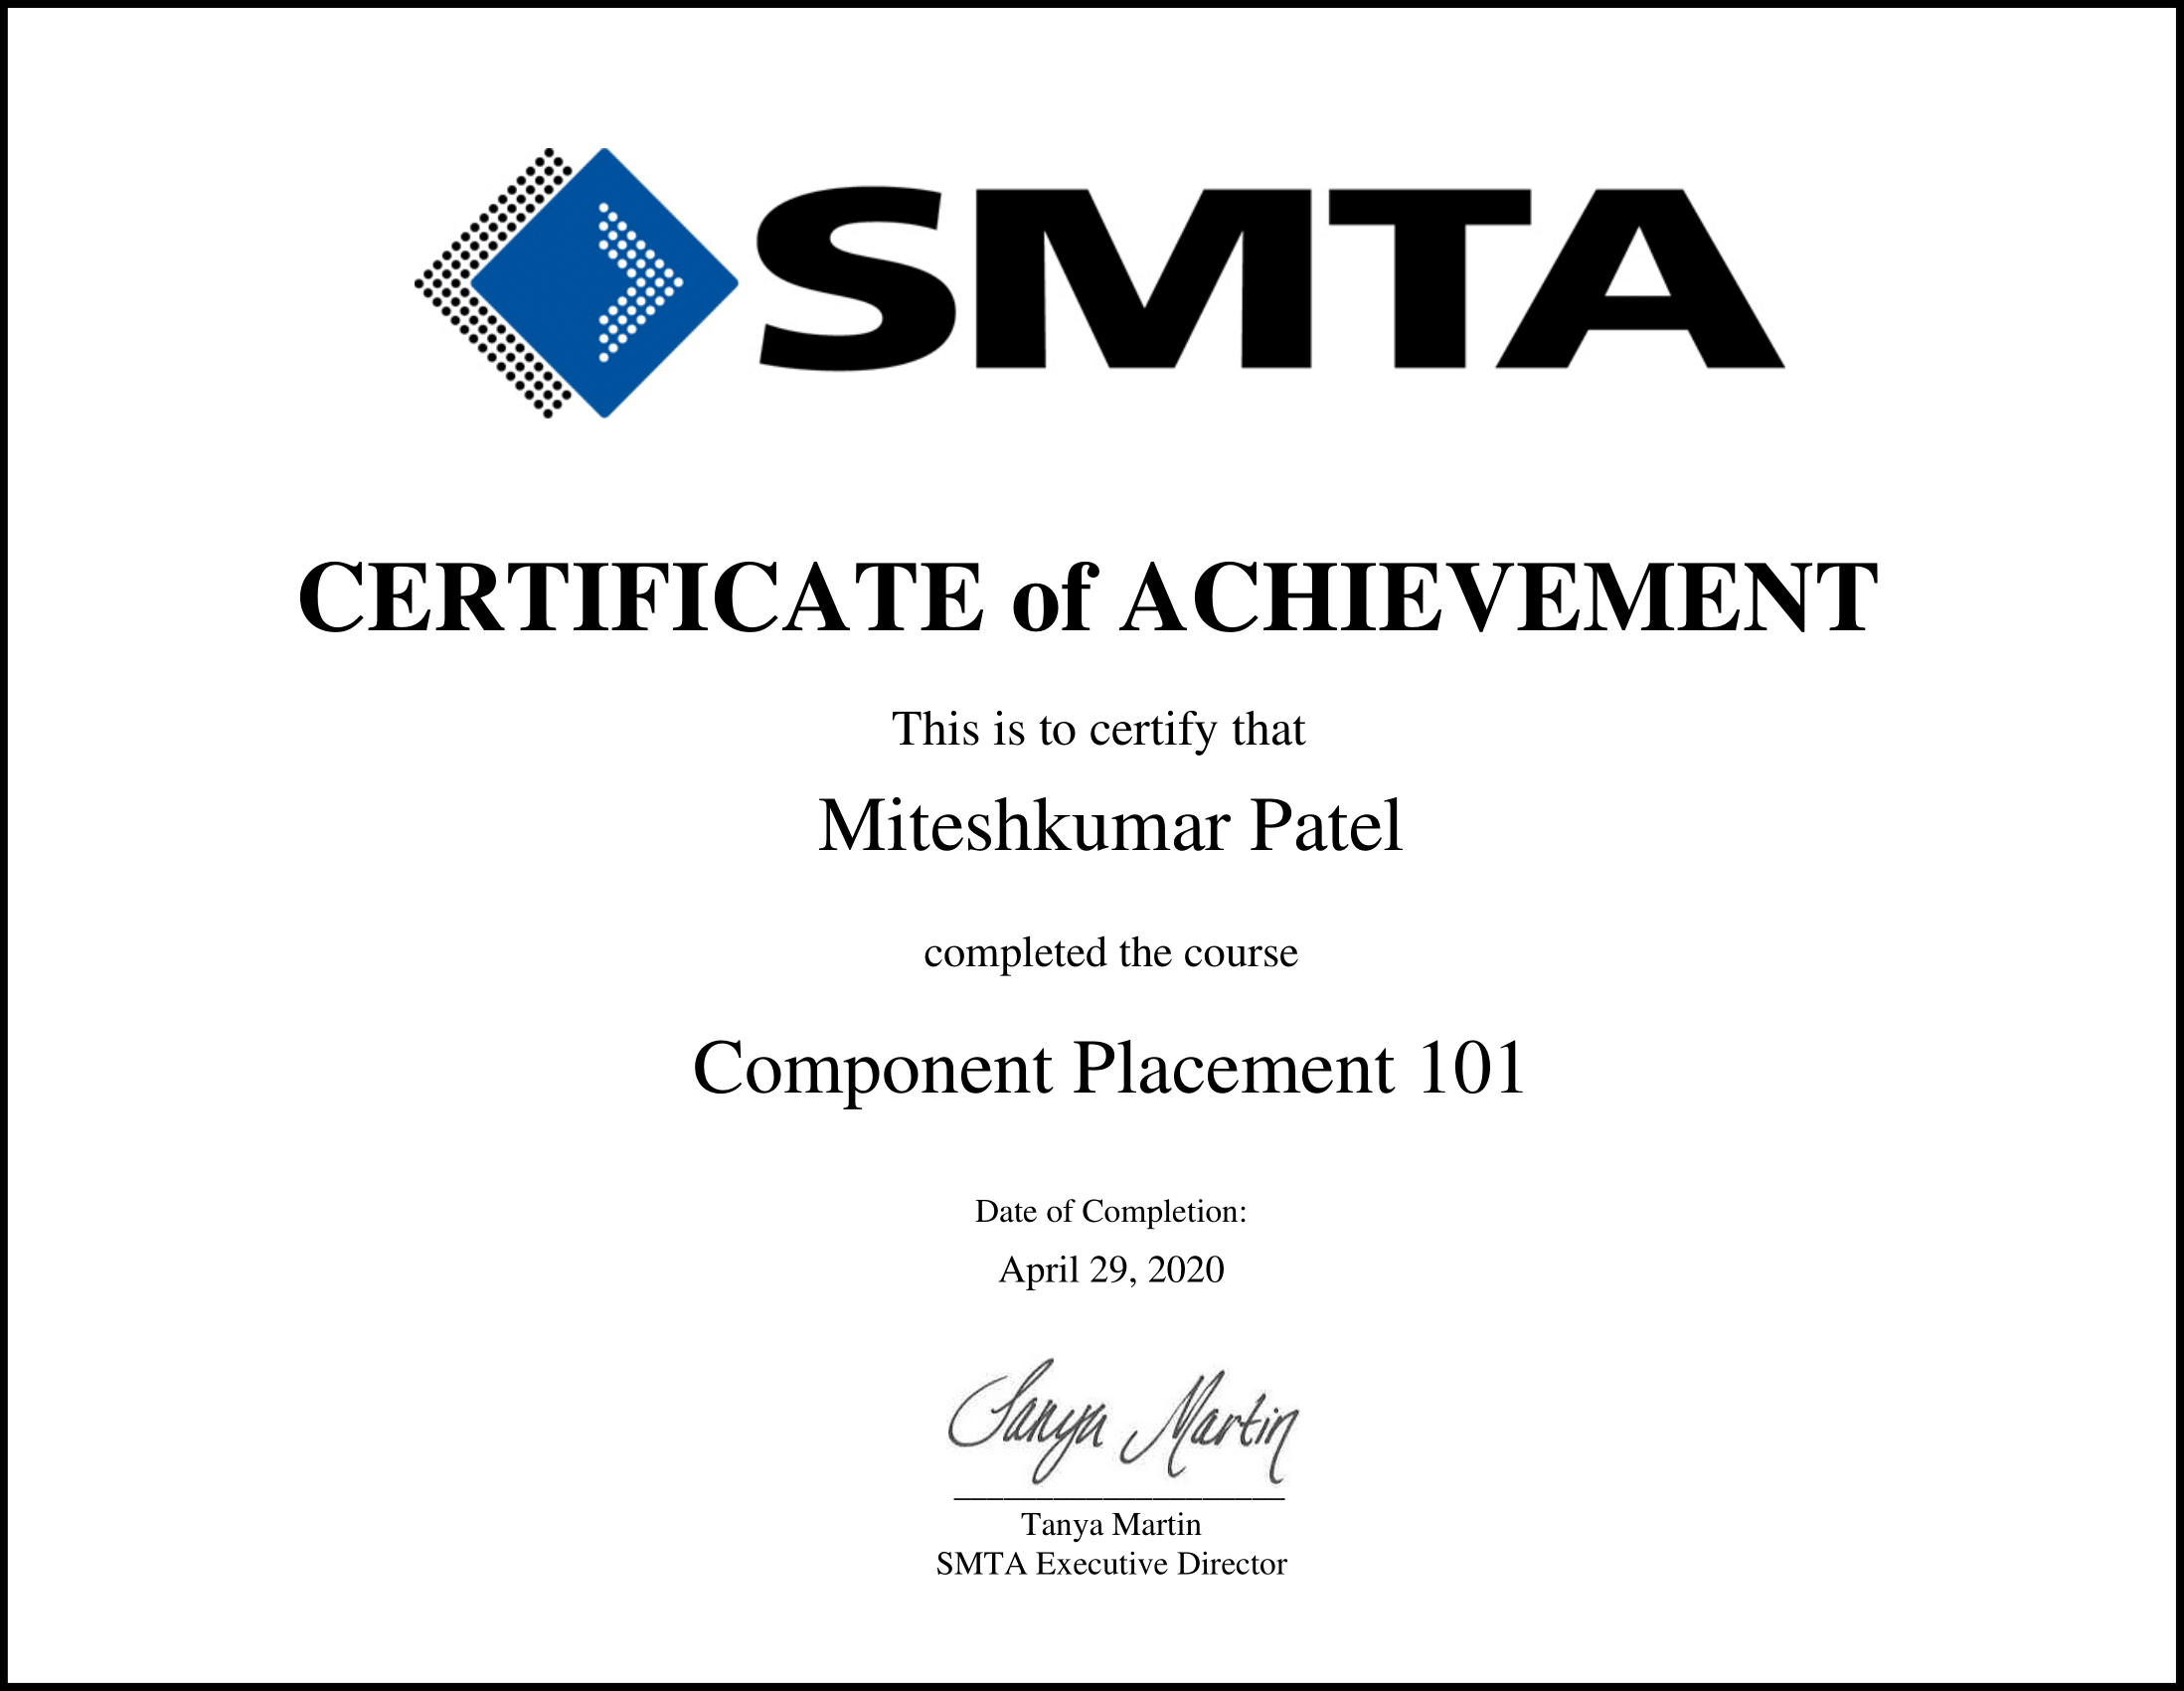 SMTA
CERTIFICATE of ACHIEVEMENT
This is to certify that
Miteshkumar Patel
completed the course
Component Placement 101
Date of Completion:
April 29, 2020
Tanya Martin
Tanya Martin
SMTA Executive Director